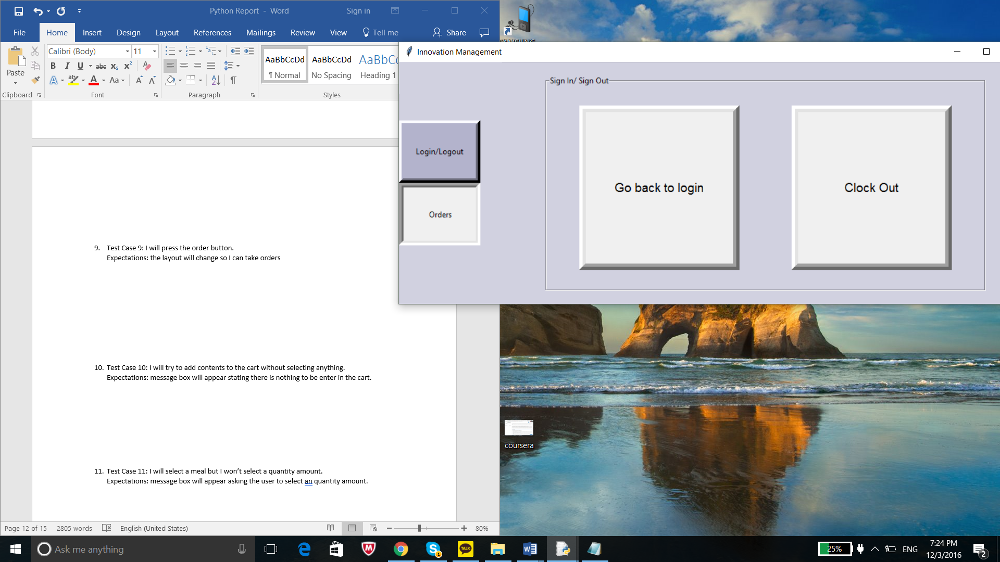 Python Report - Word
Sign in
File
Home
Insert
Design
Layout
References
Mailings
Review
View
Tell me
Share
Paste
Calibri (Body)
11
B I U abc X₂ X²
A ab A Aa A A
AaBbCcDd
¶ Normal
AaBbCcDd
No Spacing
AaBbCc
Heading 1
Clipboard
Font
Paragraph
Styles
9. Test Case 9: I will press the order button.
Expectations: the layout will change so I can take orders
10. Test Case 10: I will try to add contents to the cart without selecting anything.
Expectations: message box will appear stating there is nothing to be enter in the cart.
11. Test Case 11: I will select a meal but I won't select a quantity amount.
Expectations: message box will appear asking the user to select an quantity amount.
Page 12 of 15
2805 words
English (United States)
80%
SAMSUNG
Innovation Management
Sign In/ Sign Out
Login/Logout
Orders
Go back to login
Clock Out
coursera
Ask me anything
TALK
25%
ENG
7:24 PM
12/3/2016
2